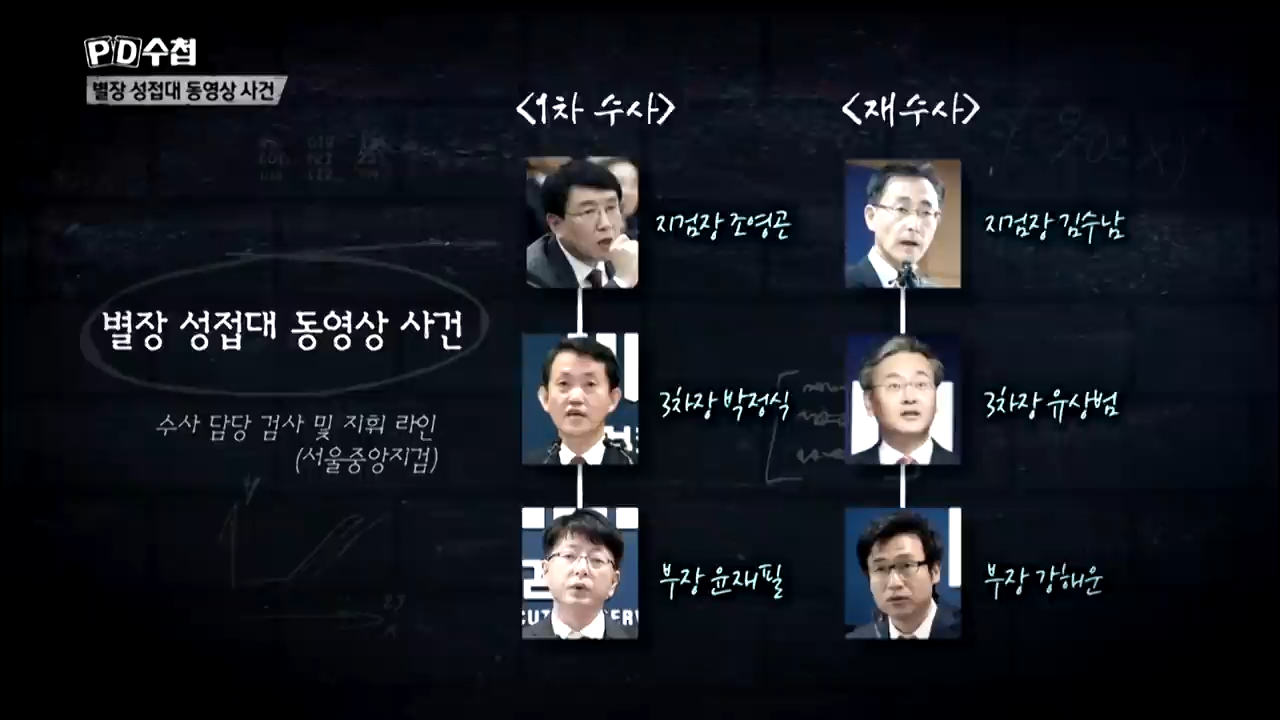 PD수첩
별장 성접대 동영상 사건
<1차 수사>
<재수사>
지검장 조영곤
지검장 김수남
별장 성접대 동영상 사건
3차장 박정식
3차장 유상범
수사 담당 검사 및 지휘 라인
(서울중앙지검)
부장 윤재필
부장 강해운